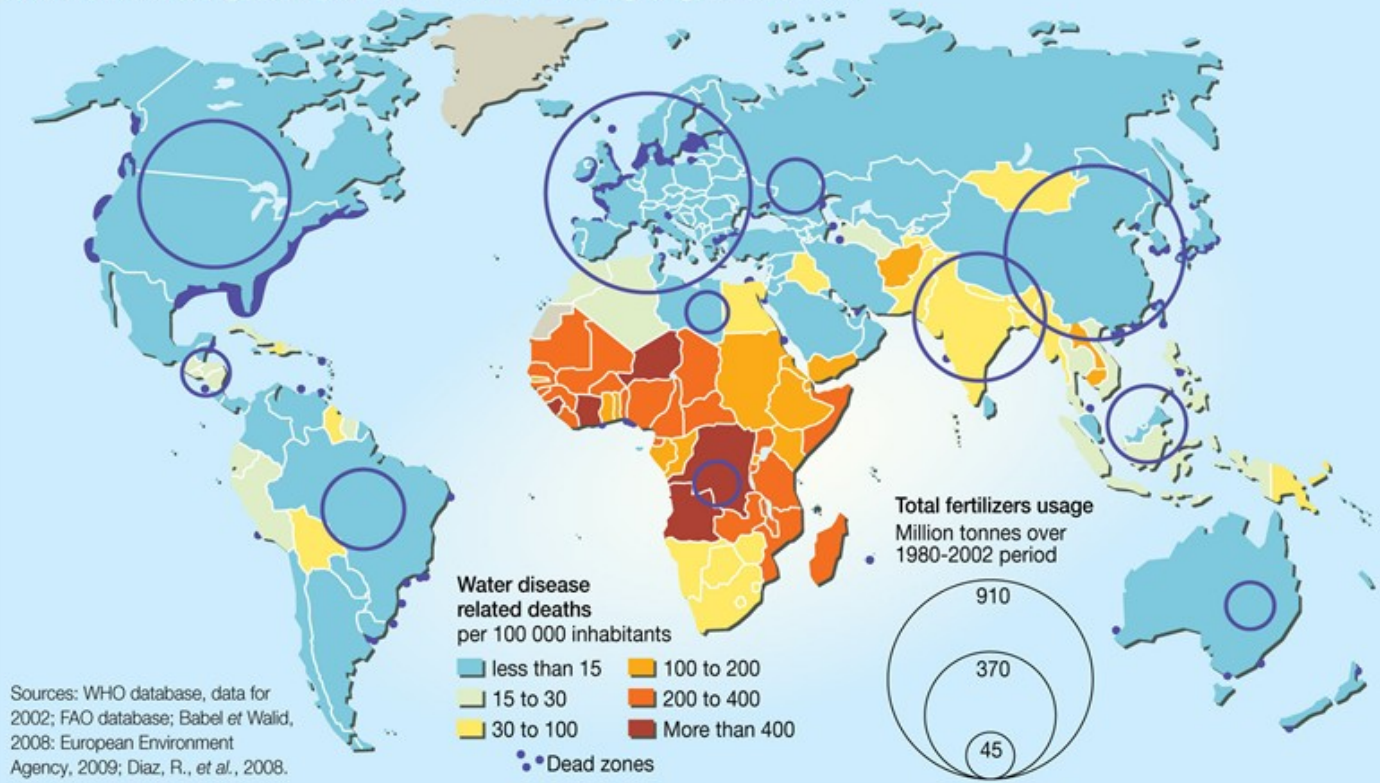 Total fertilizers usage
Million tonnes over
1980-2002 period
910
370
45
Water disease
related deaths
per 100 000 inhabitants
less than 15
15 to 30
30 to 100
100 to 200
200 to 400
More than 400
Dead zones
Sources: WHO database, data for
2002; FAO database; Babel et Walid,
2008: European Environment
Agency, 2009; Diaz, R., et al., 2008.